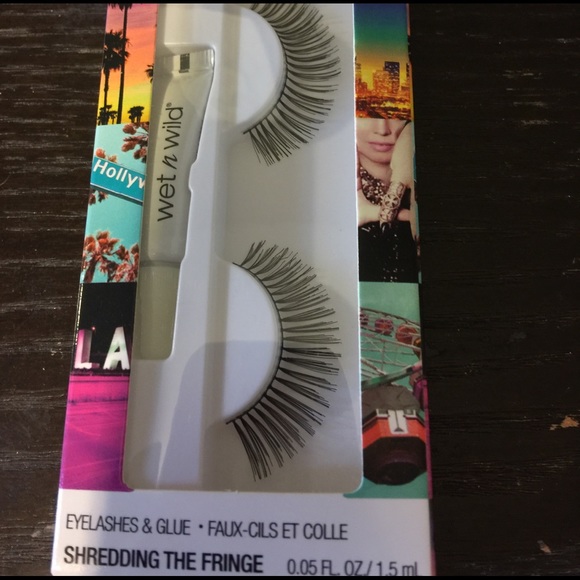 wet n wild®
Hollyw
LA
EYELASHES & GLUE • FAUX-CILS ET COLLE
SHREDDING THE FRINGE 0.05 FL. OZ./1.5 ml